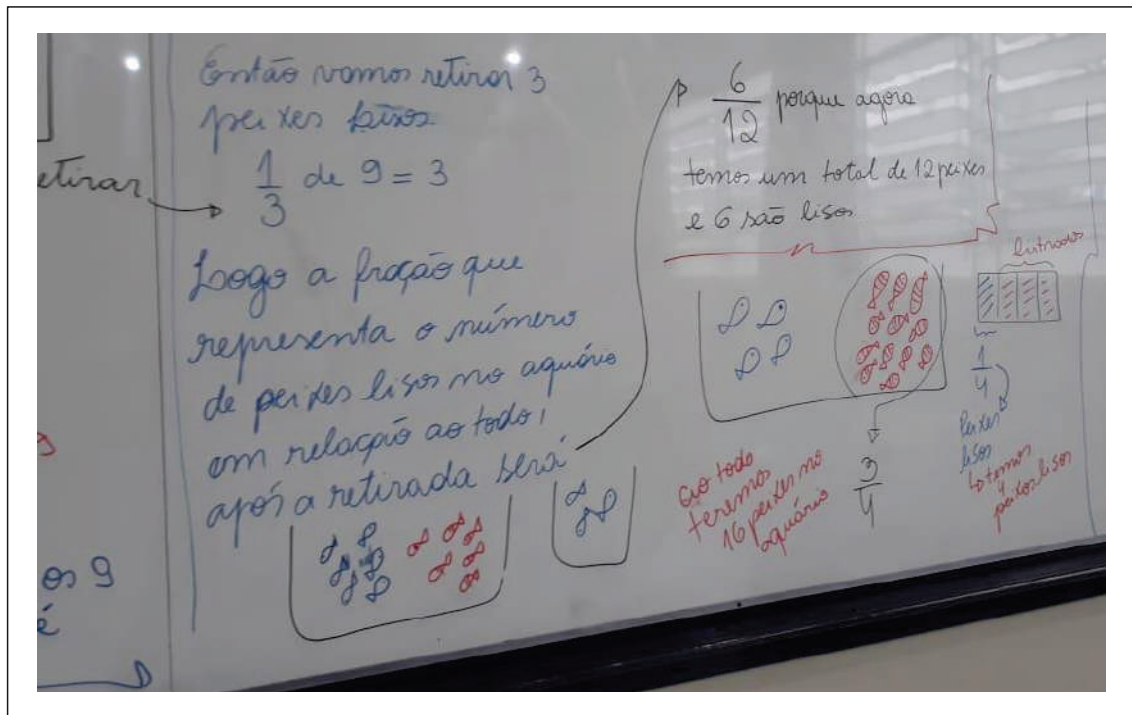 etirar
os 9
é
Então vamos retirar 3
peixes lisos
1/3 de 9 = 3
Logo a fração que
representa o número
de peixes lisos no aquário
em relação ao todo,
após a retirada será
6/12 porque agora
temos um total de 12 peixes
e 6 são lisos
listrados
1/4
Peixes
lisos
temos
4
peixes lisos
3/4
ao todo
teremos
16 peixes no
aquário